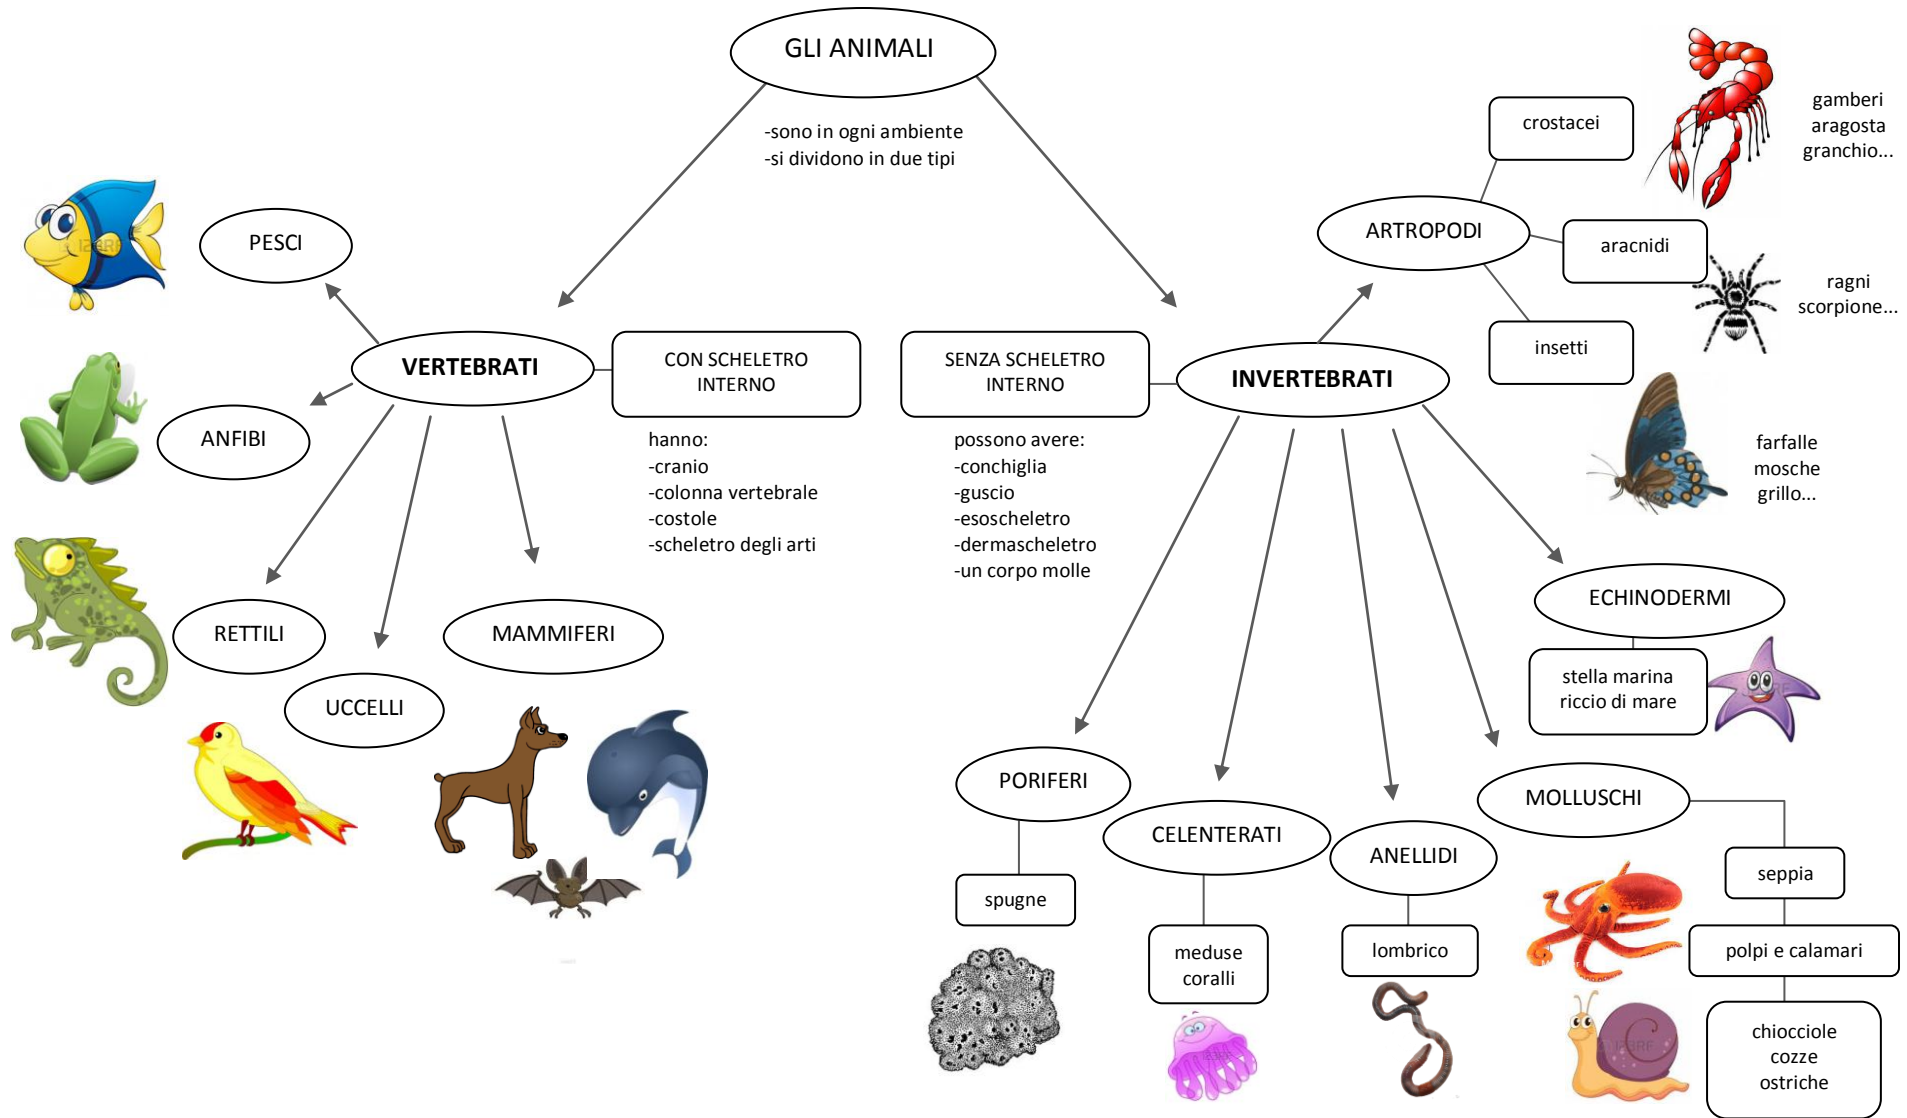 GLI ANIMALI
-sono in ogni ambiente
-si dividono in due tipi
PESCI
VERTEBRATI
CON SCHELETRO
INTERNO
hanno:
-cranio
-colonna vertebrale
-costole
-scheletro degli arti
ANFIBI
RETTILI
UCCELLI
MAMMIFERI
SENZA SCHELETRO
INTERNO
possono avere:
-conchiglia
-guscio
-esoscheletro
-dermascheletro
-un corpo molle
INVERTEBRATI
ARTROPODI
crostacei
gamberi
aragosta
granchio...
aracnidi
ragni
scorpione...
insetti
farfalle
mosche
grillo...
ECHINODERMI
stella marina
riccio di mare
PORIFERI
spugne
CELENTERATI
meduse
coralli
ANELLIDI
lombrico
MOLLUSCHI
seppia
polpi e calamari
chiocciole
cozze
ostriche